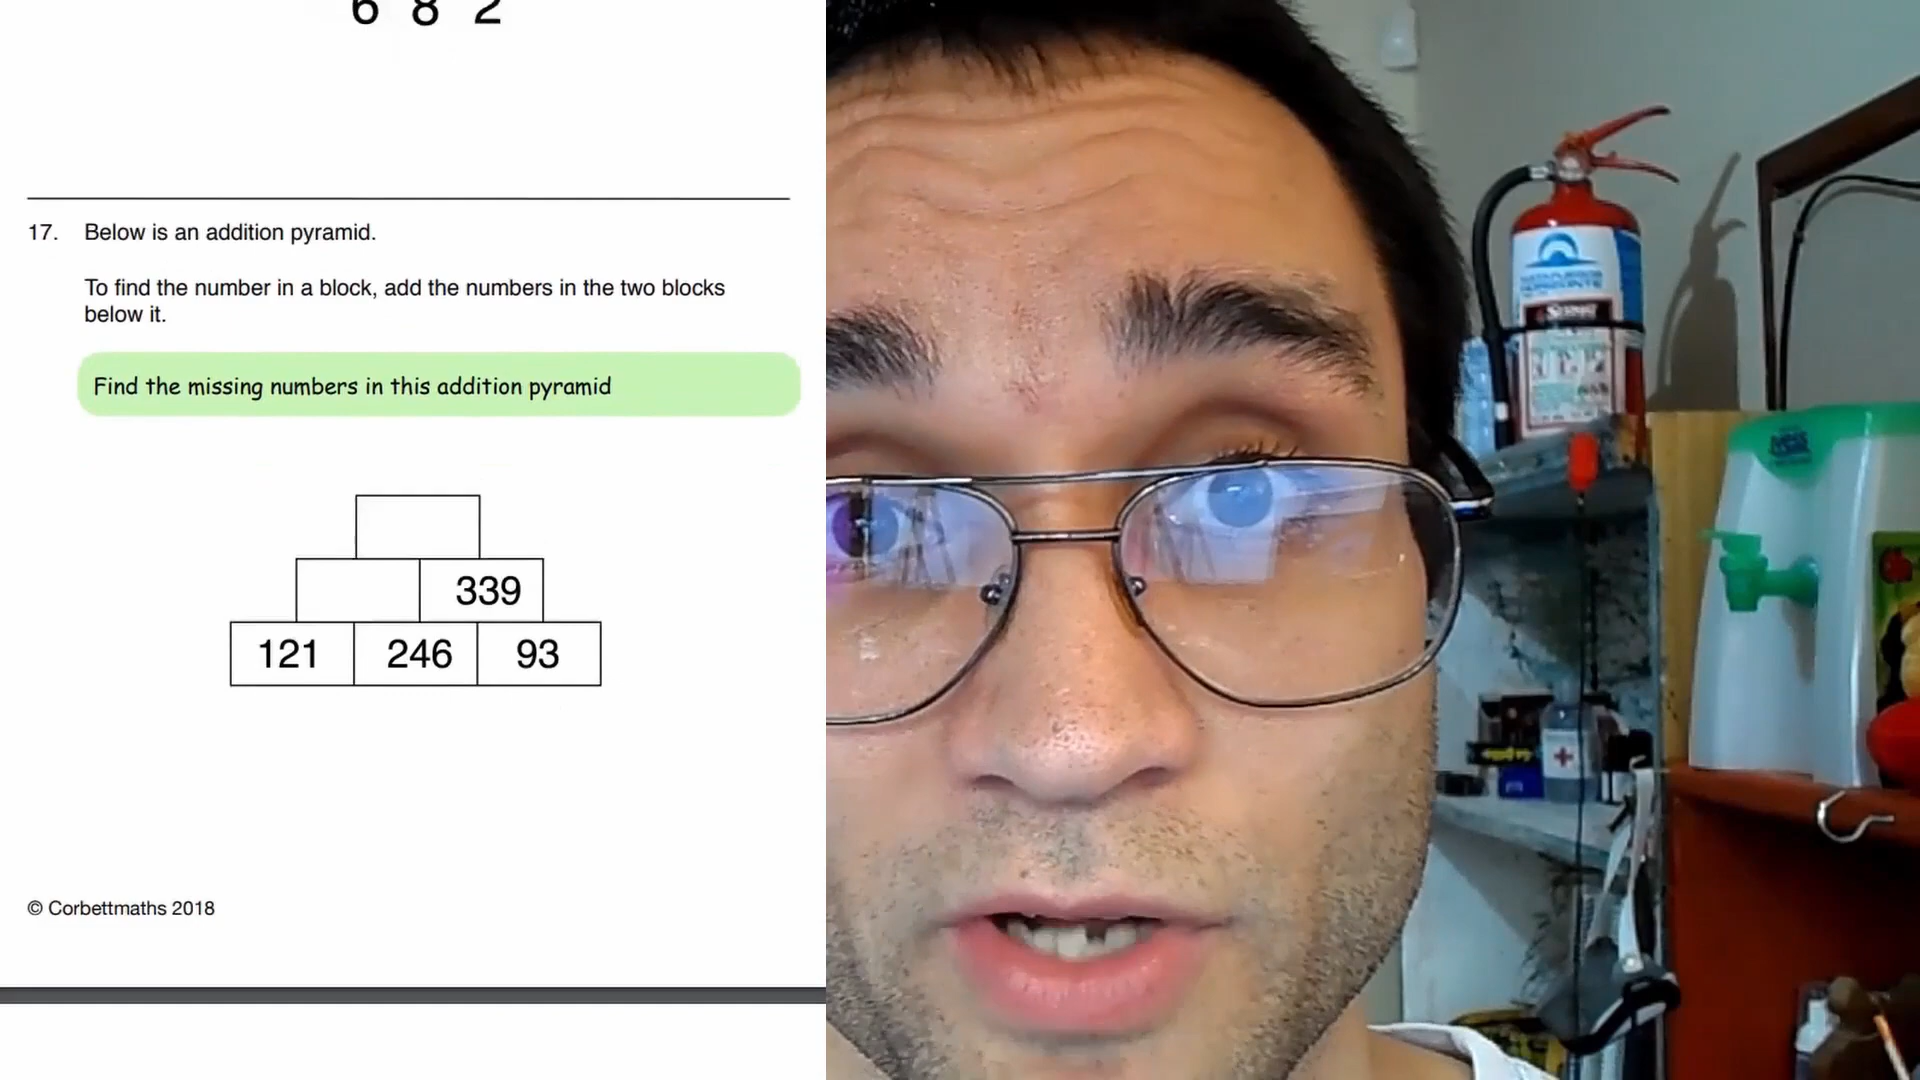 6 8 2
17. Below is an addition pyramid.
To find the number in a block, add the numbers in the two blocks
below it.
Find the missing numbers in this addition pyramid
339
121 246 93
© Corbettmaths 2018